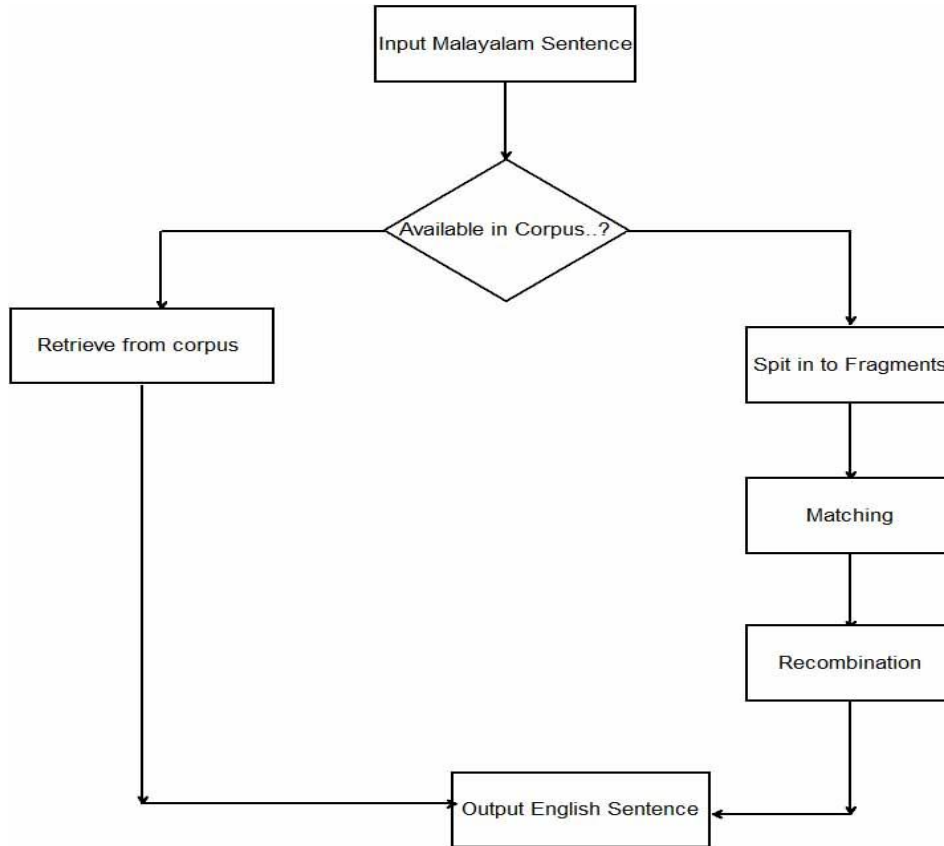 Input Malayalam Sentence
Available in Corpus..?
Retrieve from corpus
Spit in to Fragments
Matching
Recombination
Output English Sentence